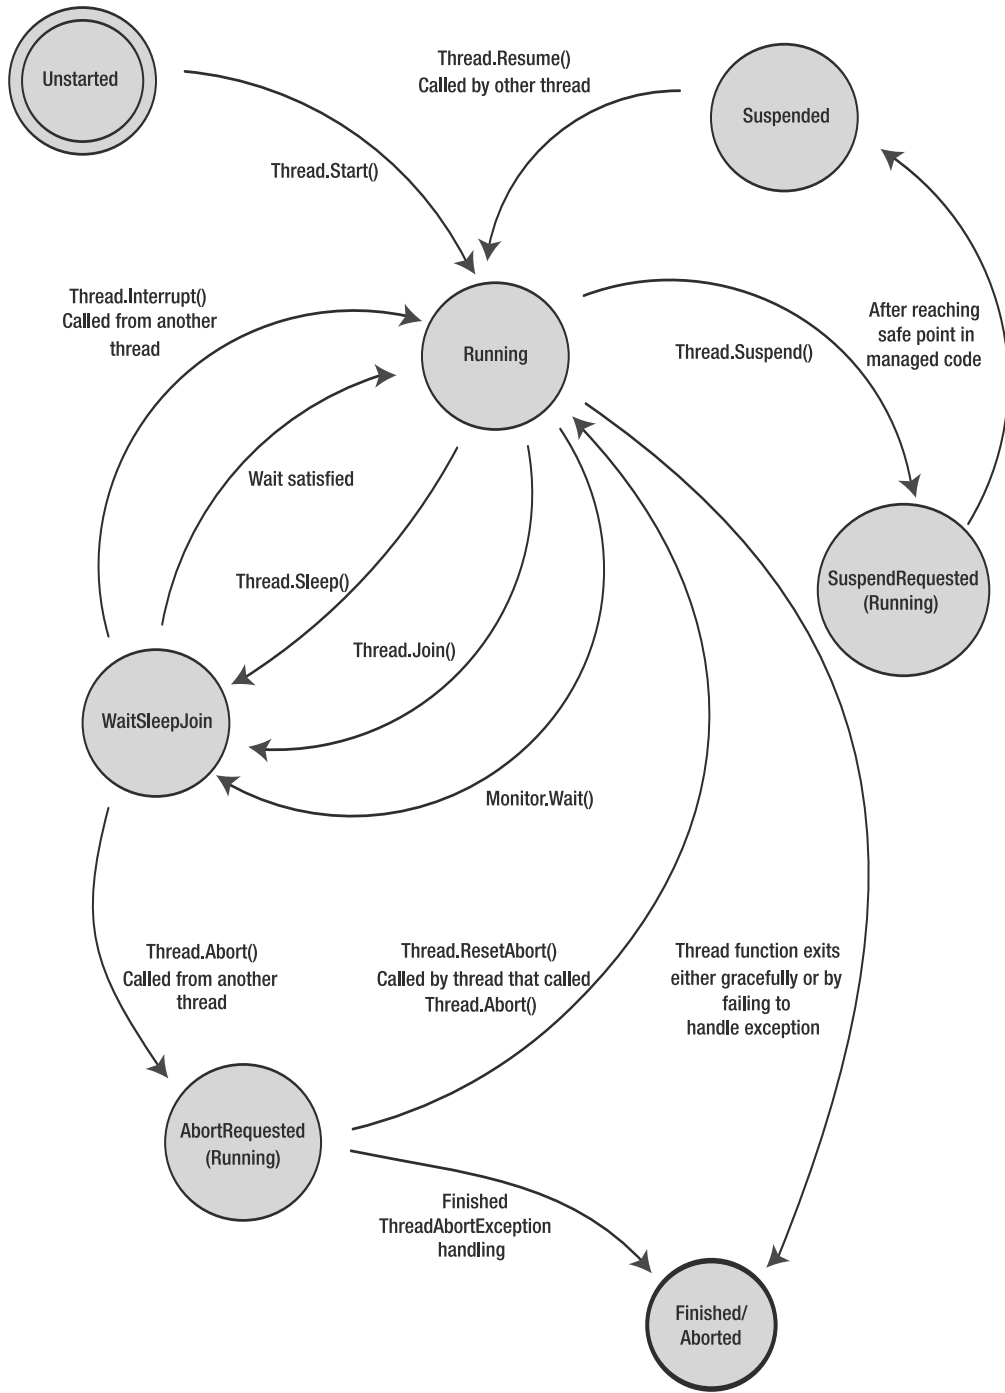 Unstarted
Thread.Resume()
Called by other thread
Suspended
Thread.Start()
Thread.Interrupt()
Called from another
thread
Running
After reaching
safe point in
managed code
Thread.Suspend()
Wait satisfied
Thread.Sleep()
SuspendRequested
(Running)
Thread.Join()
WaitSleepJoin
Monitor.Wait()
Thread.Abort()
Called from another
thread
Thread.ResetAbort()
Called by thread that called
Thread.Abort()
Thread function exits
either gracefully or by
failing to
handle exception
AbortRequested
(Running)
Finished
ThreadAbortException
handling
Finished/
Aborted